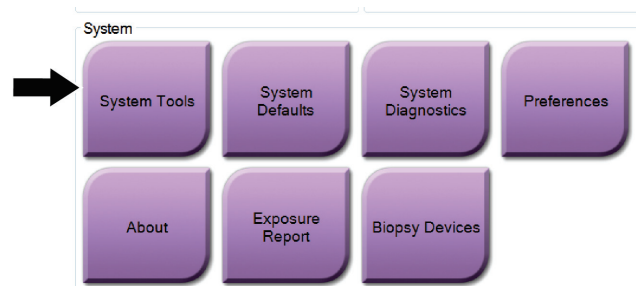 System
System Tools
System
Defaults
System
Diagnostics
Preferences
About
Exposure
Report
Biopsy Devices